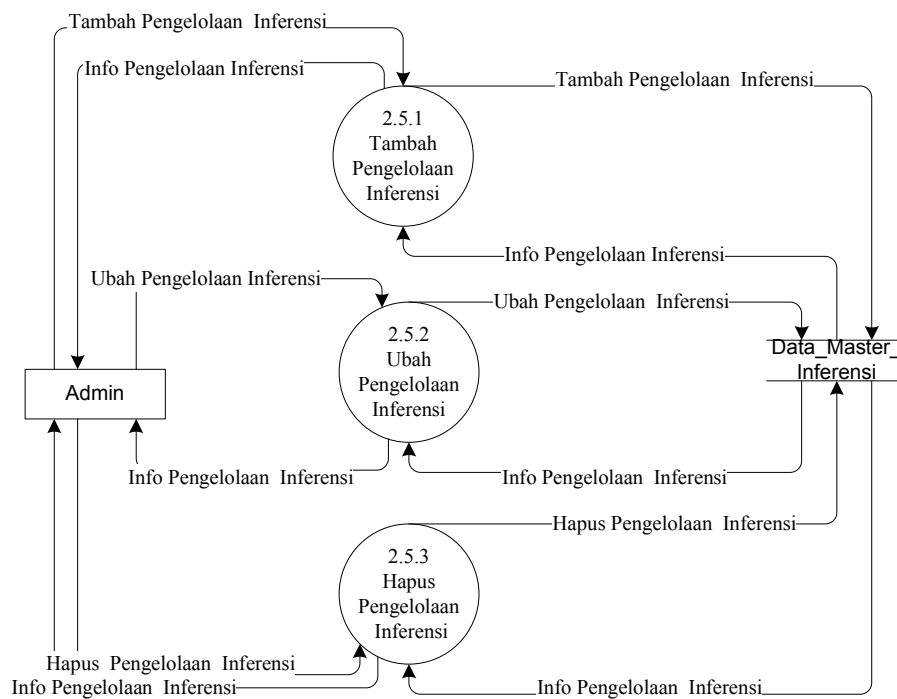 Tambah Pengelolaan Inferensi
Info Pengelolaan Inferensi
Tambah Pengelolaan Inferensi
2.5.1
Tambah
Pengelolaan
Inferensi
Info Pengelolaan Inferensi
Ubah Pengelolaan Inferensi
Ubah Pengelolaan Inferensi
2.5.2
Ubah
Pengelolaan
Inferensi
Data_Master_
Inferensi
Admin
Info Pengelolaan Inferensi
Info Pengelolaan Inferensi
Hapus Pengelolaan Inferensi
2.5.3
Hapus
Pengelolaan
Inferensi
Hapus Pengelolaan Inferensi
Info Pengelolaan Inferensi
Info Pengelolaan Inferensi